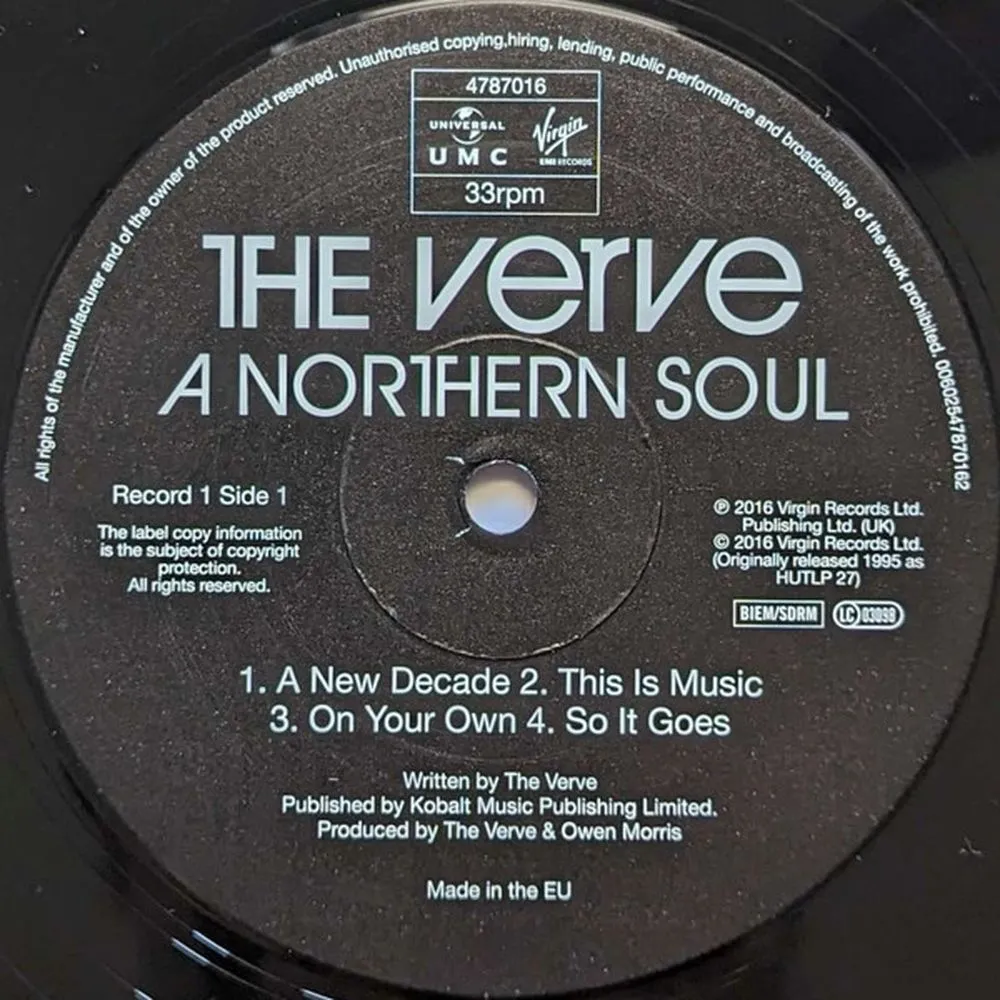 All rights of the manufacturer and of the owner of the product reserved. Unauthorised copying,hiring, lending, public performance and broadcasting of the work prohibited. 00602547870162
4787016
UNIVERSAL
UMC
Virgin
EMI RECORDS
33rpm
THE verve
A NORTHERN SOUL
Record 1 Side 1
The label copy information
is the subject of copyright
protection.
All rights reserved.
℗ 2016 Virgin Records Ltd.
Publishing Ltd. (UK)
© 2016 Virgin Records Ltd.
(Originally released 1995 as
HUTLP 27)
BIEM/SDRM LC 03098
1. A New Decade 2. This Is Music
3. On Your Own 4. So It Goes
Written by The Verve
Published by Kobalt Music Publishing Limited.
Produced by The Verve & Owen Morris
Made in the EU